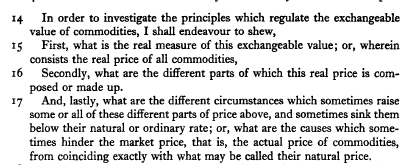 14 In order to investigate the principles which regulate the exchangeable
value of commodities, I shall endeavour to shew,
15 First, what is the real measure of this exchangeable value; or, wherein
consists the real price of all commodities,
16 Secondly, what are the different parts of which this real price is com-
posed or made up.
17 And, lastly, what are the different circumstances which sometimes raise
some or all of these different parts of price above, and sometimes sink them
below their natural or ordinary rate; or, what are the causes which some-
times hinder the market price, that is, the actual price of commodities,
from coinciding exactly with what may be called their natural price.